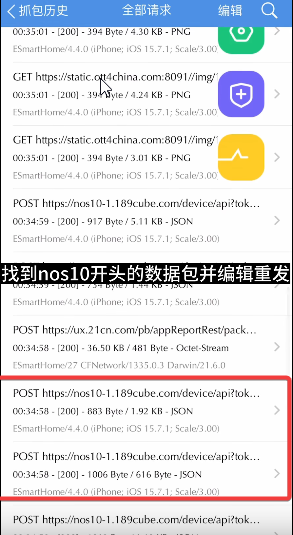 抓包历史 全部请求 编辑
00:35:01 - [200] - 394 Byte / 4.30 KB - PNG
ESmartHome/4.4.0 (iPhone; iOS 15.7.1; Scale/3.00
GET https://static.ott4china.com:8091//img/
00:35:01 - [200] - 394 Byte / 4.24 KB - PNG
ESmartHome/4.4.0 (iPhone; iOS 15.7.1; Scale/3.00
GET https://static.ott4china.com:8091//img/
00:35:01 - [200] - 394 Byte / 3.01 KB - PNG
ESmartHome/4.4.0 (iPhone; iOS 15.7.1; Scale/3.00
POST https://nos10-1.189cube.com/device/api?tok...
00:34:59 - [200] - 917 Byte / 5.11 KB - JSON
ESmartHome/4.4.0 (iPhone; iOS 15.7.1; Scale/3.00)
找到nos10开头的数据包并编辑重发
ESmartHome/4.4.0 (iPhone; iOS 15.7.1; Scale/3.00)
POST https://ux.21cn.com/pb/appReportRest/pack...
00:34:58 - [200] - 36.50 KB / 481 Byte - Octet-Stream
ESmartHome/27 CFNetwork/1335.0.3 Darwin/21.6.0
POST https://nos10-1.189cube.com/device/api?tok...
00:34:58 - [200] - 883 Byte / 1.92 KB - JSON
ESmartHome/4.4.0 (iPhone; iOS 15.7.1; Scale/3.00)
POST https://nos10-1.189cube.com/device/api?tok...
00:34:58 - [200] - 1006 Byte / 616 Byte - JSON
ESmartHome/4.4.0 (iPhone; iOS 15.7.1; Scale/3.00)
POST https://nos10-1.189cube.com/device/api?tok...